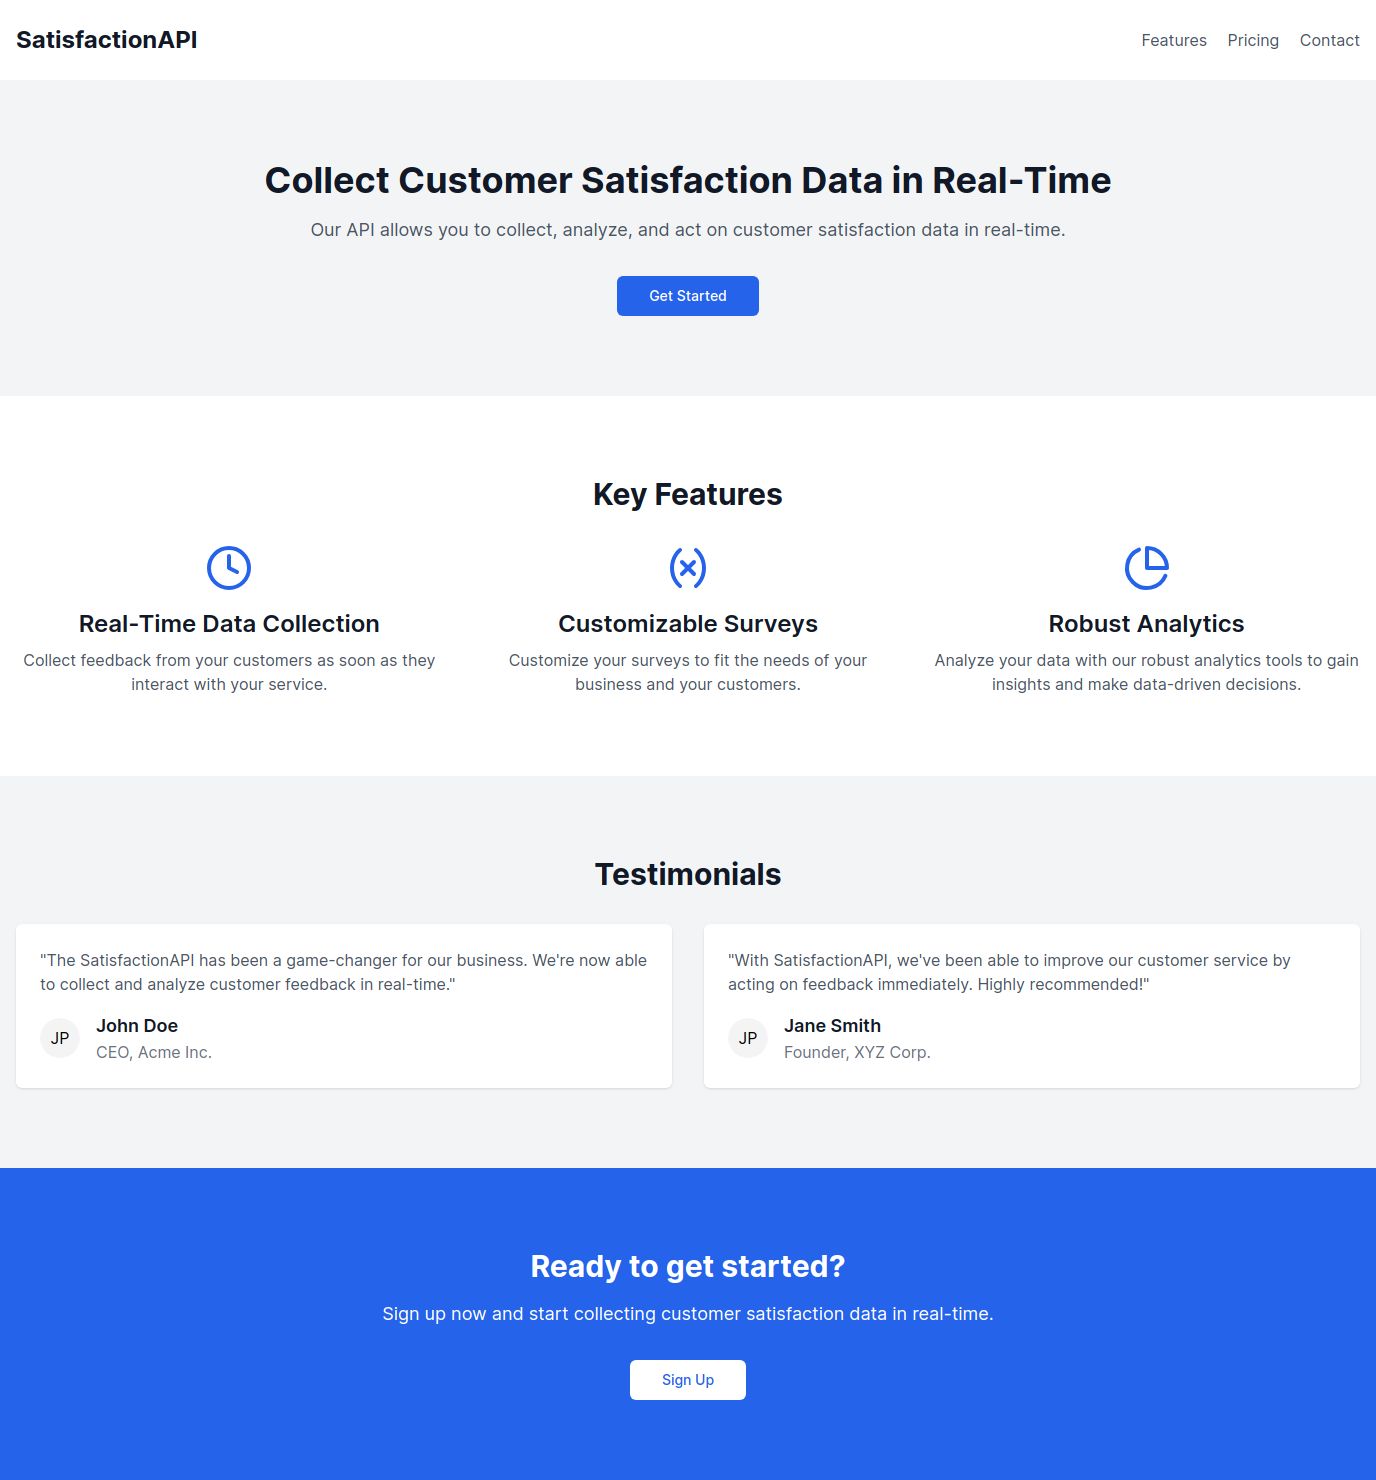 SatisfactionAPI
Features Pricing Contact
Collect Customer Satisfaction Data in Real-Time
Our API allows you to collect, analyze, and act on customer satisfaction data in real-time.
Get Started
Key Features
Real-Time Data Collection
Collect feedback from your customers as soon as they
interact with your service.
Customizable Surveys
Customize your surveys to fit the needs of your
business and your customers.
Robust Analytics
Analyze your data with our robust analytics tools to gain
insights and make data-driven decisions.
Testimonials
"The SatisfactionAPI has been a game-changer for our business. We're now able
to collect and analyze customer feedback in real-time."
JP
John Doe
CEO, Acme Inc.
"With SatisfactionAPI, we've been able to improve our customer service by
acting on feedback immediately. Highly recommended!"
JP
Jane Smith
Founder, XYZ Corp.
Ready to get started?
Sign up now and start collecting customer satisfaction data in real-time.
Sign Up